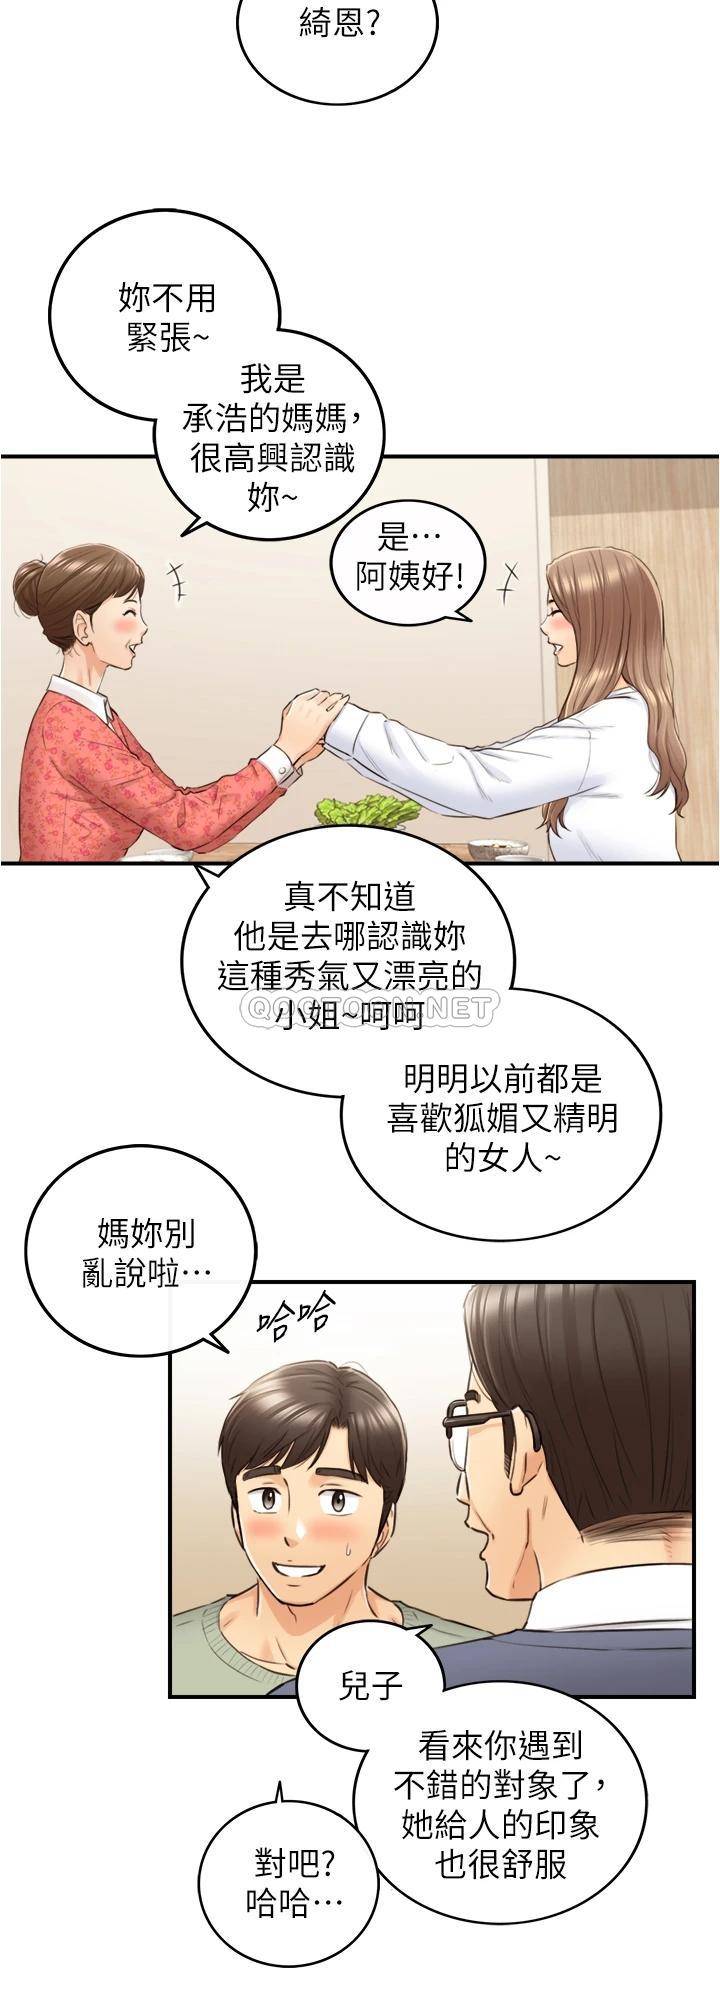 綺恩?
妳不用
緊張~
我是
承浩的媽媽,
很高興認識
妳~
是⋯
阿姨好!
真不知道
他是去哪認識妳
這種秀氣又漂亮的
小姐~呵呵
QOOTOON.NET
明明以前都是
喜歡狐媚又精明
的女人~
媽妳別
亂說啦⋯
哈哈
兒子
看來你遇到
不錯的對象了,
她給人的印象
也很舒服
對吧?
哈哈⋯